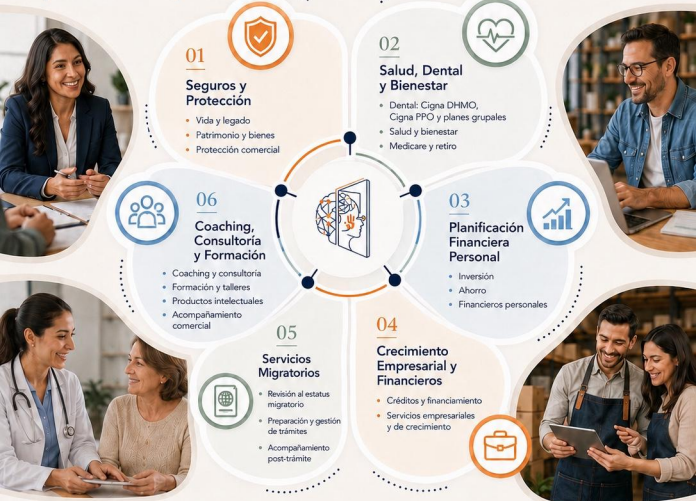 01
Seguros y
Protección
• Vida y legado
• Patrimonio y bienes
• Protección comercial
02
Salud, Dental
y Bienestar
• Dental: Cigna DHMO,
Cigna PPO y planes grupales
• Salud y bienestar
• Medicare y retiro
03
Planificación
Financiera
Personal
• Inversión
• Ahorro
• Financieros personales
04
Crecimiento
Empresarial y
Financieros
• Créditos y financiamiento
• Servicios empresariales
y de crecimiento
05
Servicios
Migratorios
• Revisión al estatus
migratorio
• Preparación y gestión
de trámites
• Acompañamiento
post-trámite
06
Coaching,
Consultoría
y Formación
• Coaching y consultoría
• Formación y talleres
• Productos intelectuales
• Acompañamiento
comercial